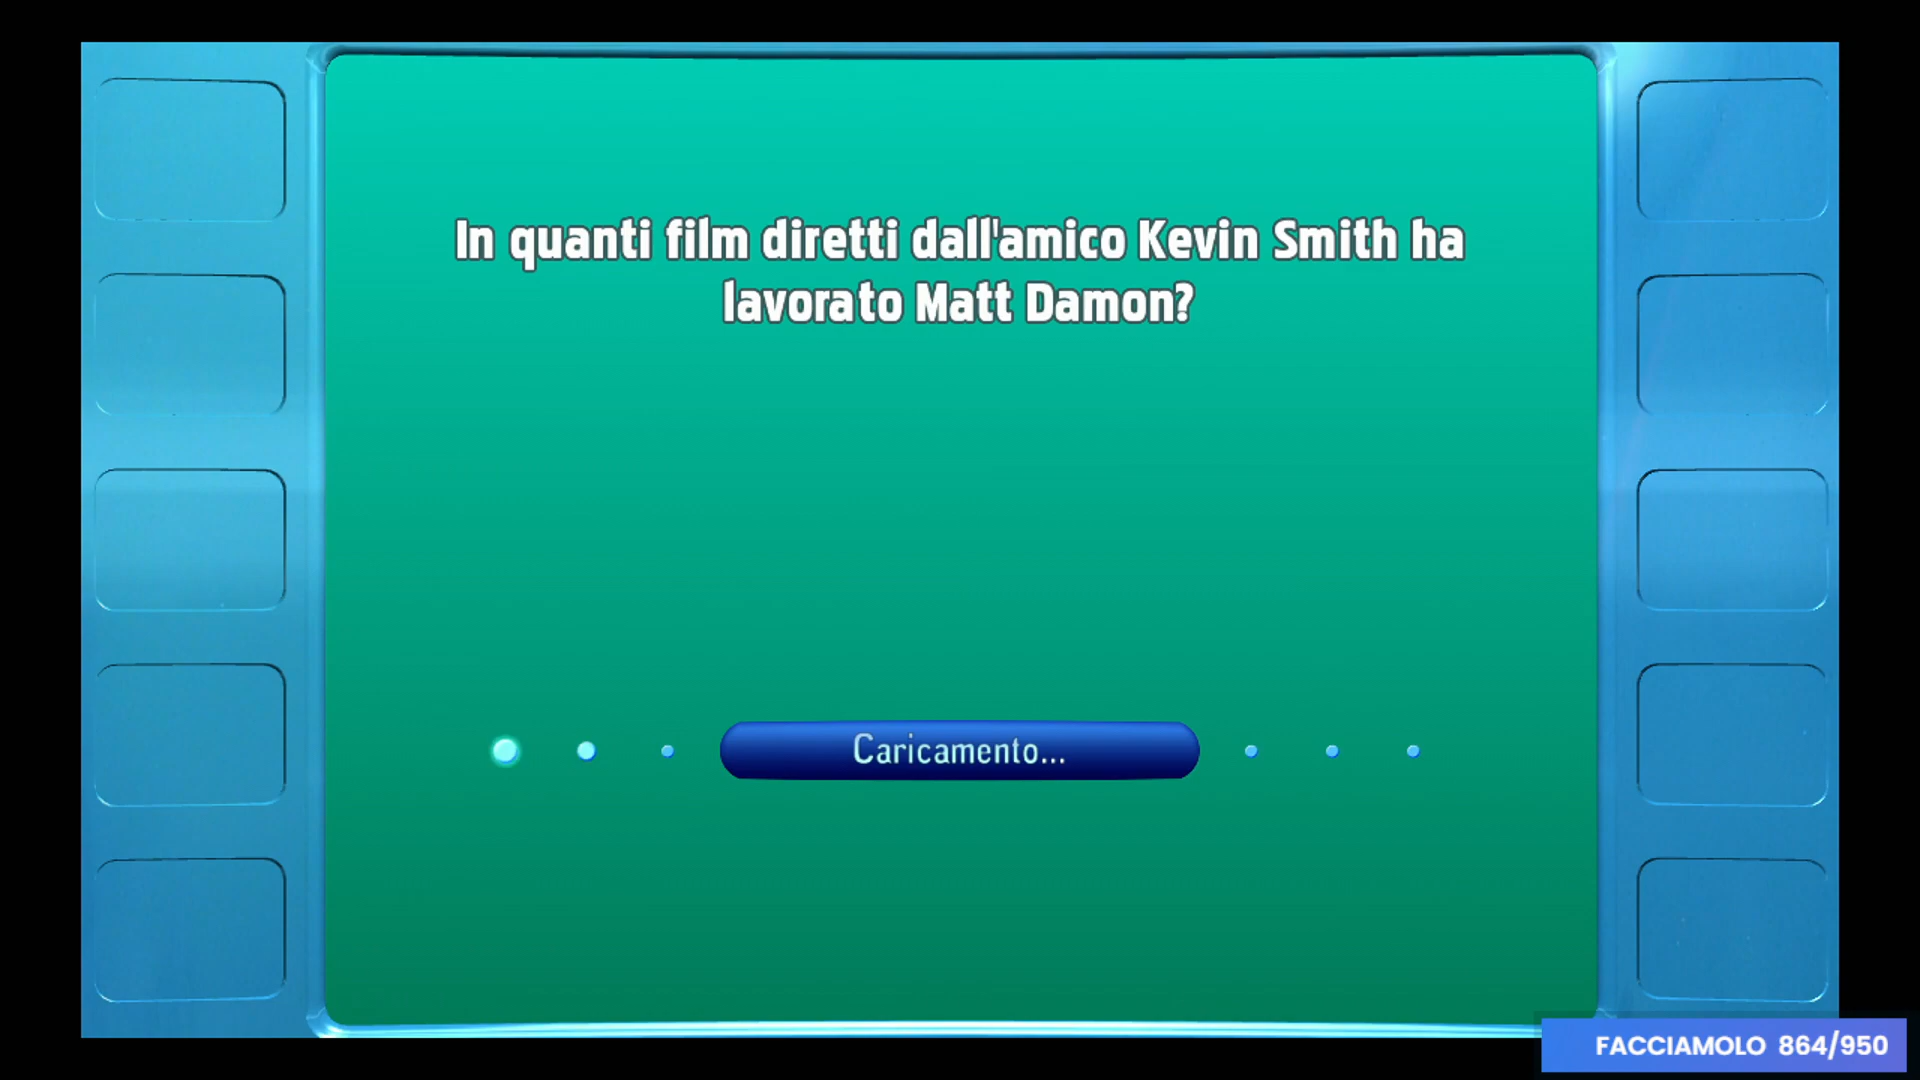 In quanti film diretti dall'amico Kevin Smith ha
lavorato Matt Damon?
Caricamento...
FACCIAMOLO 864/950